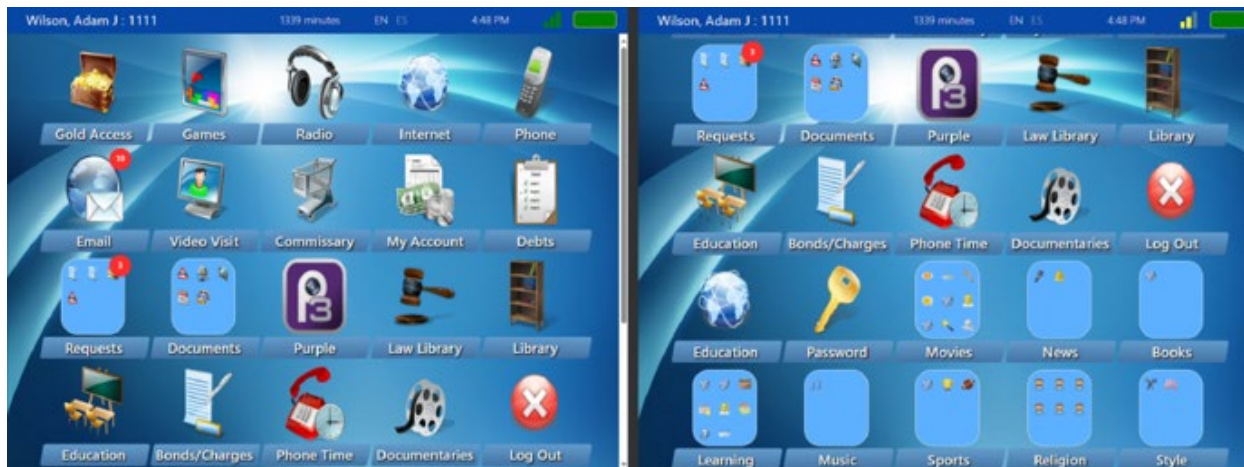 Wilson, Adam J : 1111 1339 minutes EN ES 4:48 PM
Gold Access Games Radio Internet Phone
10
Email Video Visit Commissary My Account Debts
3
Requests Documents Purple Law Library Library
Education Bonds/Charges Phone Time Documentaries Log Out
Wilson, Adam J : 1111 1339 minutes EN ES 4:48 PM
3
Requests Documents Purple Law Library Library
Education Bonds/Charges Phone Time Documentaries Log Out
Education Password Movies News Books
Learning Music Sports Religion Style